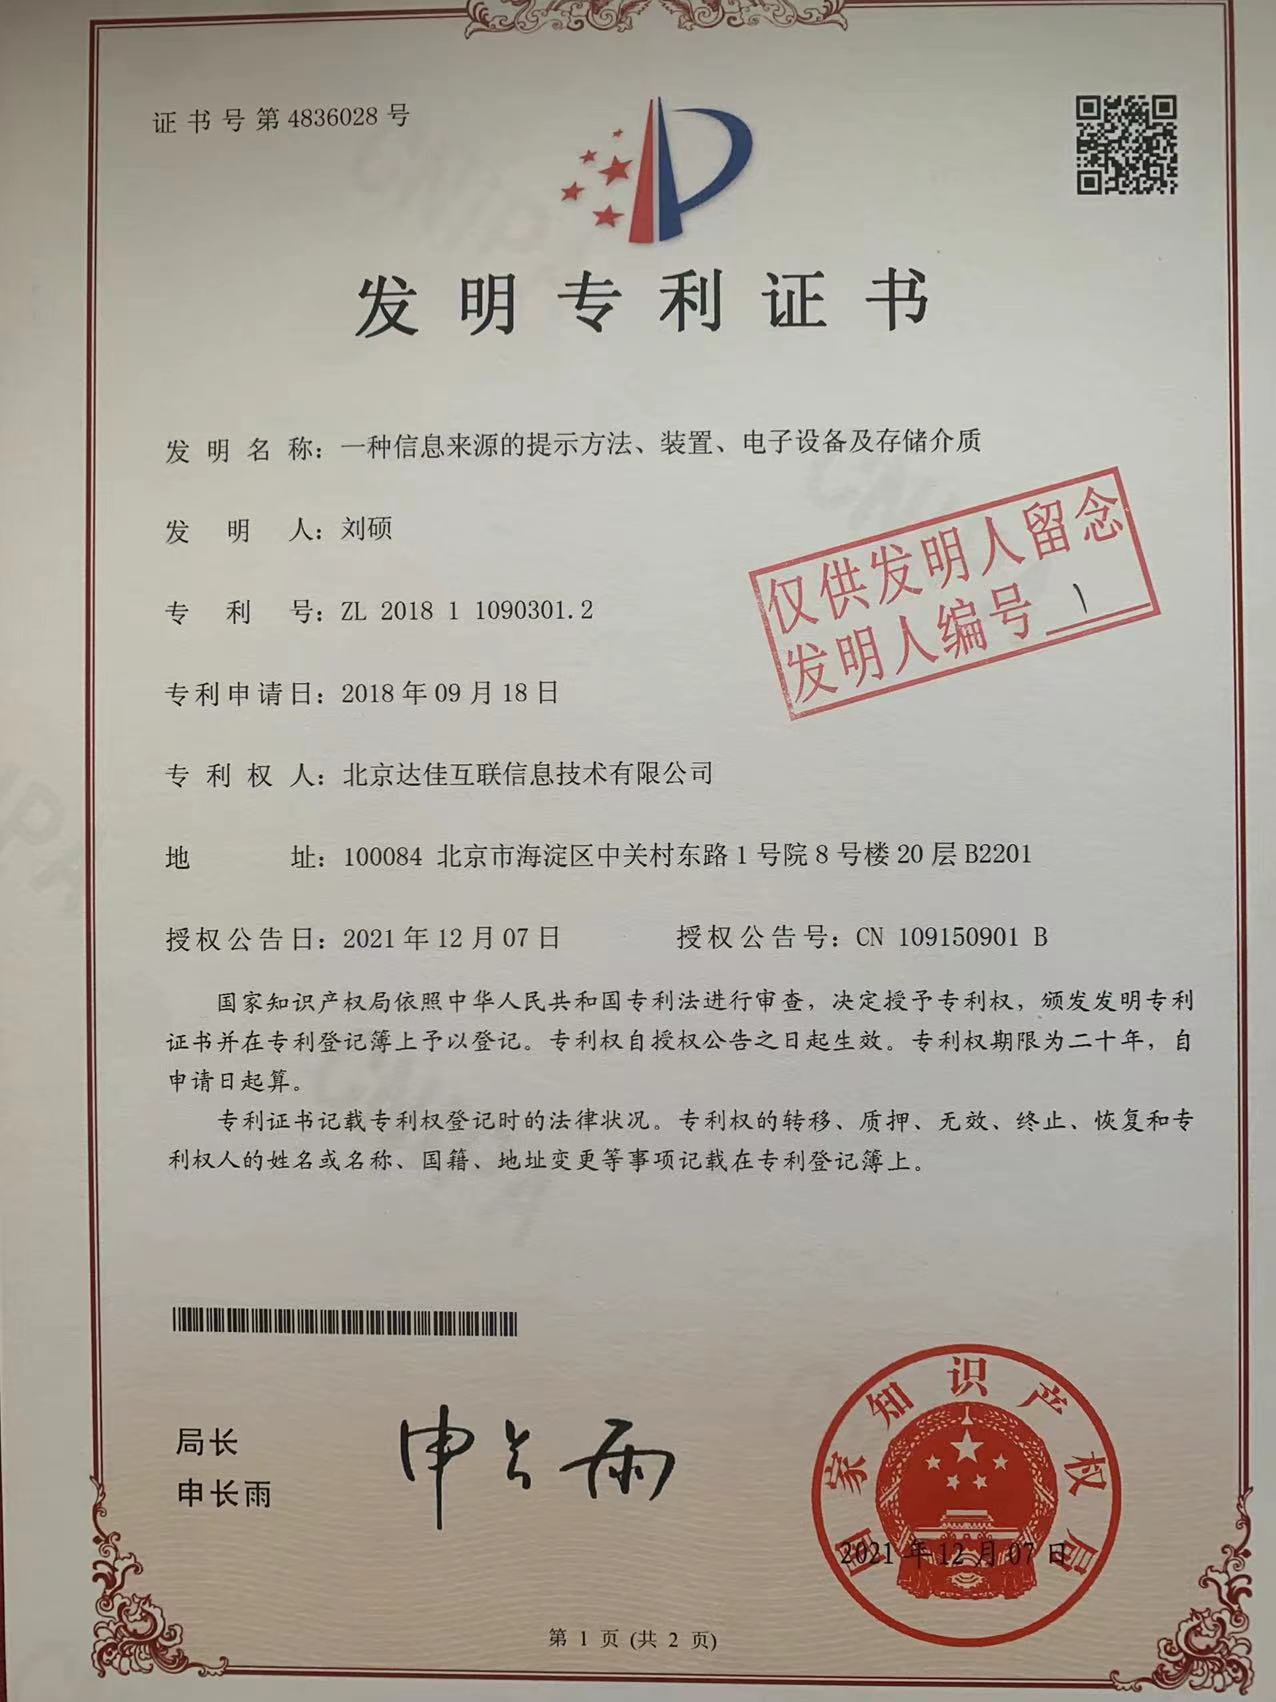 证书号第4836028号
发明专利证书
发明名称：一种信息来源的提示方法、装置、电子设备及存储介质
发明人：刘硕
专利号：ZL 2018 1 1090301.2
专利申请日：2018年09月18日
专利权人：北京达佳互联信息技术有限公司
地址：100084 北京市海淀区中关村东路1号院8号楼20层B2201
授权公告日：2021年12月07日 授权公告号：CN 109150901 B
仅供发明人留念
发明人编号 1
国家知识产权局依照中华人民共和国专利法进行审查，决定授予专利权，颁发发明专利
证书并在专利登记簿上予以登记。专利权自授权公告之日起生效。专利权期限为二十年，自
申请日起算。
专利证书记载专利权登记时的法律状况。专利权的转移、质押、无效、终止、恢复和专
利权人的姓名或名称、国籍、地址变更等事项记载在专利登记簿上。
局长
申长雨
申长雨
国家知识产权局
2021年12月07日
第 1 页 (共 2 页)